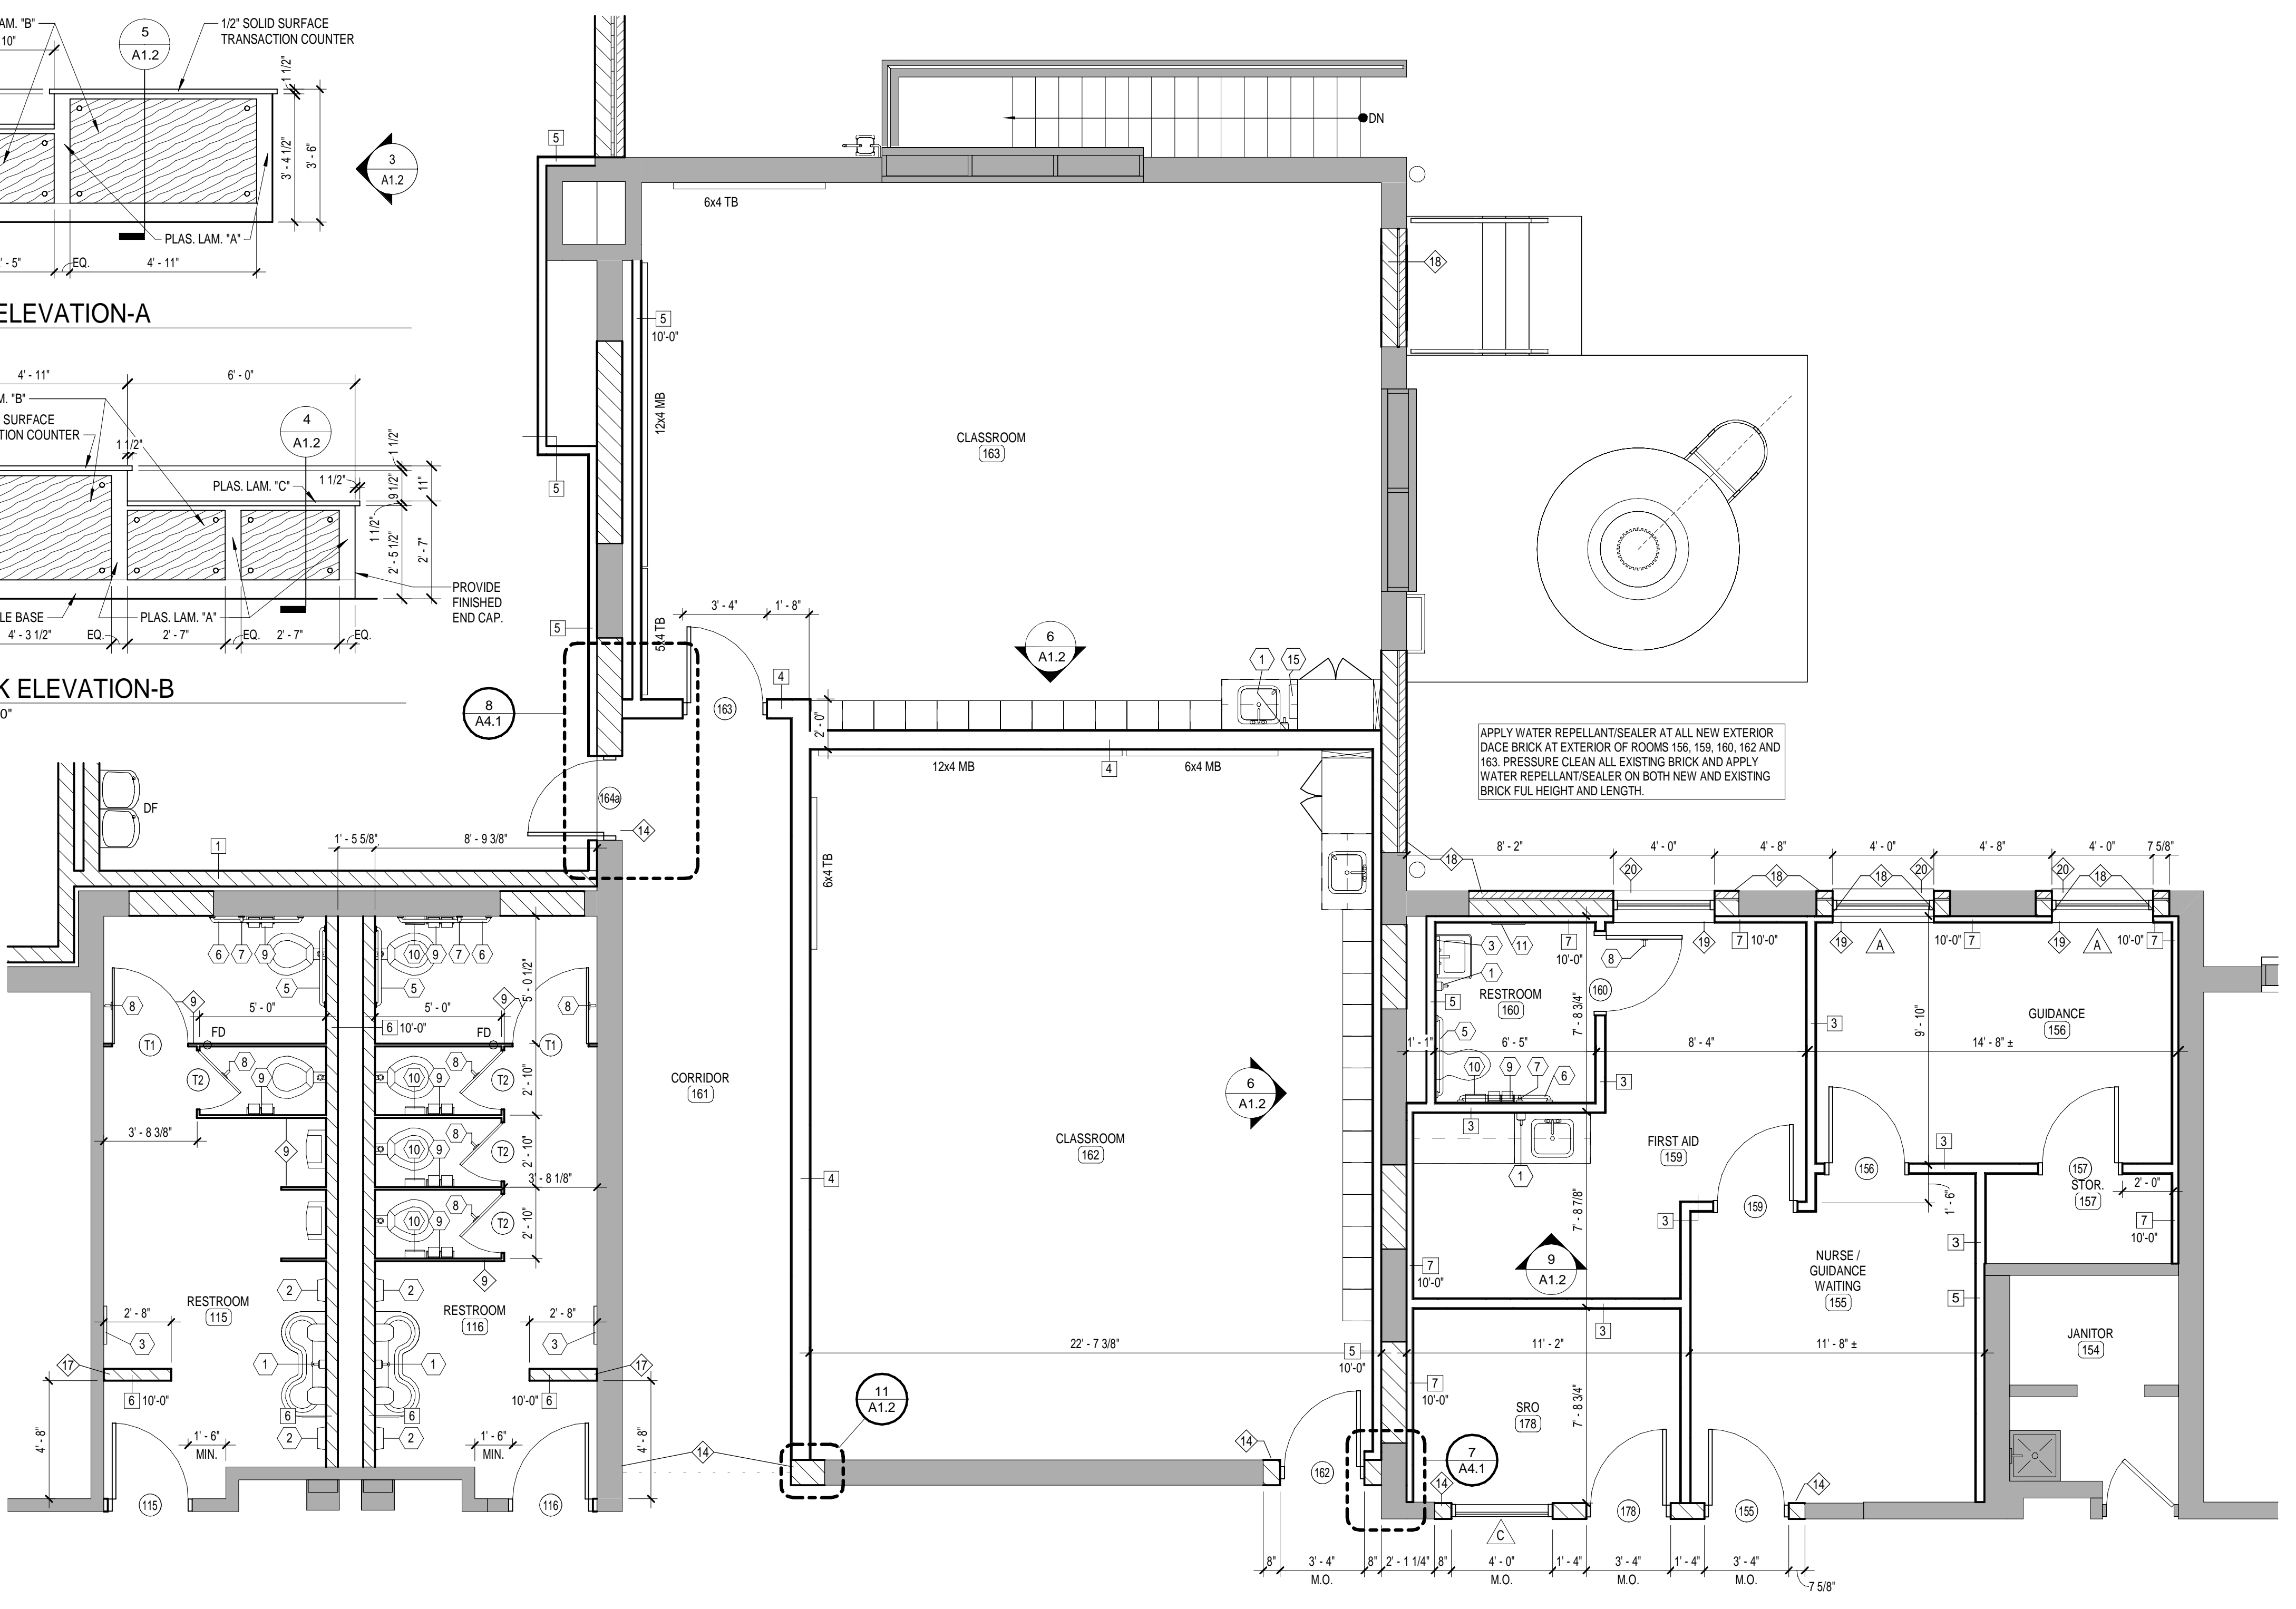 AM. "B"
10"
5
A1.2
1/2" SOLID SURFACE
TRANSACTION COUNTER
1 1/2"
3' - 4 1/2"
3' - 6"
3
A1.2
PLAS. LAM. "A"
' - 5"
EQ.
4' - 11"
ELEVATION-A
4' - 11"
6' - 0"
M. "B"
SURFACE
TION COUNTER
1 1/2"
4
A1.2
PLAS. LAM. "C"
1 1/2"
1 1/2"
9 1/2"
11"
1 1/2"
2' - 5 1/2"
2' - 7"
PROVIDE
FINISHED
END CAP.
LE BASE
PLAS. LAM. "A"
4' - 3 1/2"
EQ.
2' - 7"
EQ.
2' - 7"
EQ.
K ELEVATION-B
0"
DN
5
6x4 TB
18
5
10'-0"
12x4 MB
CLASSROOM
163
5
5
5x4 TB
3' - 4"
1' - 8"
6
A1.2
1
15
4
163
8
A4.1
2' - 0"
12x4 MB
4
6x4 MB
164a
14
6x4 TB
APPLY WATER REPELLANT/SEALER AT ALL NEW EXTERIOR
DACE BRICK AT EXTERIOR OF ROOMS 156, 159, 160, 162 AND
163. PRESSURE CLEAN ALL EXISTING BRICK AND APPLY
WATER REPELLANT/SEALER ON BOTH NEW AND EXISTING
BRICK FUL HEIGHT AND LENGTH.
DF
1
1' - 5 5/8"
8' - 9 3/8"
18
8' - 2"
4' - 0"
4' - 8"
4' - 0"
4' - 8"
4' - 0"
7 5/8"
20
18
18
20
20
18
6
7
9
10
9
7
6
5
5
8
9
9
8
5' - 0"
5' - 0"
5' - 0 1/2"
6
10'-0"
FD
FD
T1
T1
T2
8
9
10
9
8
T2
2' - 10"
3' - 8 3/8"
9
10
9
8
T2
2' - 10"
3' - 8 1/8"
10
9
8
T2
2' - 10"
9
2
2
RESTROOM
115
RESTROOM
116
2' - 8"
2' - 8"
3
3
1
1
17
17
6
10'-0"
10'-0"
6
6
6
2
2
4' - 8"
4' - 8"
1' - 6"
MIN.
1' - 6"
MIN.
115
116
CORRIDOR
161
4
14
11
A1.2
CLASSROOM
162
6
A1.2
22' - 7 3/8"
5
10'-0"
14
162
7
A4.1
3
11
7
10'-0"
8
19
7
10'-0"
19
A
10'-0"
7
19
A
10'-0"
7
1
RESTROOM
160
5
160
7' - 8 3/4"
5
3
9' - 10"
GUIDANCE
156
1' - 1"
6' - 5"
8' - 4"
14' - 8" ±
10
9
7
6
3
3
1
FIRST AID
159
3
156
157
STOR.
157
2' - 0"
1' - 6"
7' - 8 7/8"
3
159
7
10'-0"
3
9
A1.2
7
10'-0"
NURSE /
GUIDANCE
WAITING
155
5
3
JANITOR
154
11' - 2"
11' - 8" ±
7
10'-0"
SRO
178
7' - 8 3/4"
14
178
155
14
C
8"
3' - 4"
M.O.
8"
2' - 1 1/4"
8"
4' - 0"
M.O.
1' - 4"
3' - 4"
M.O.
1' - 4"
3' - 4"
M.O.
7 5/8"